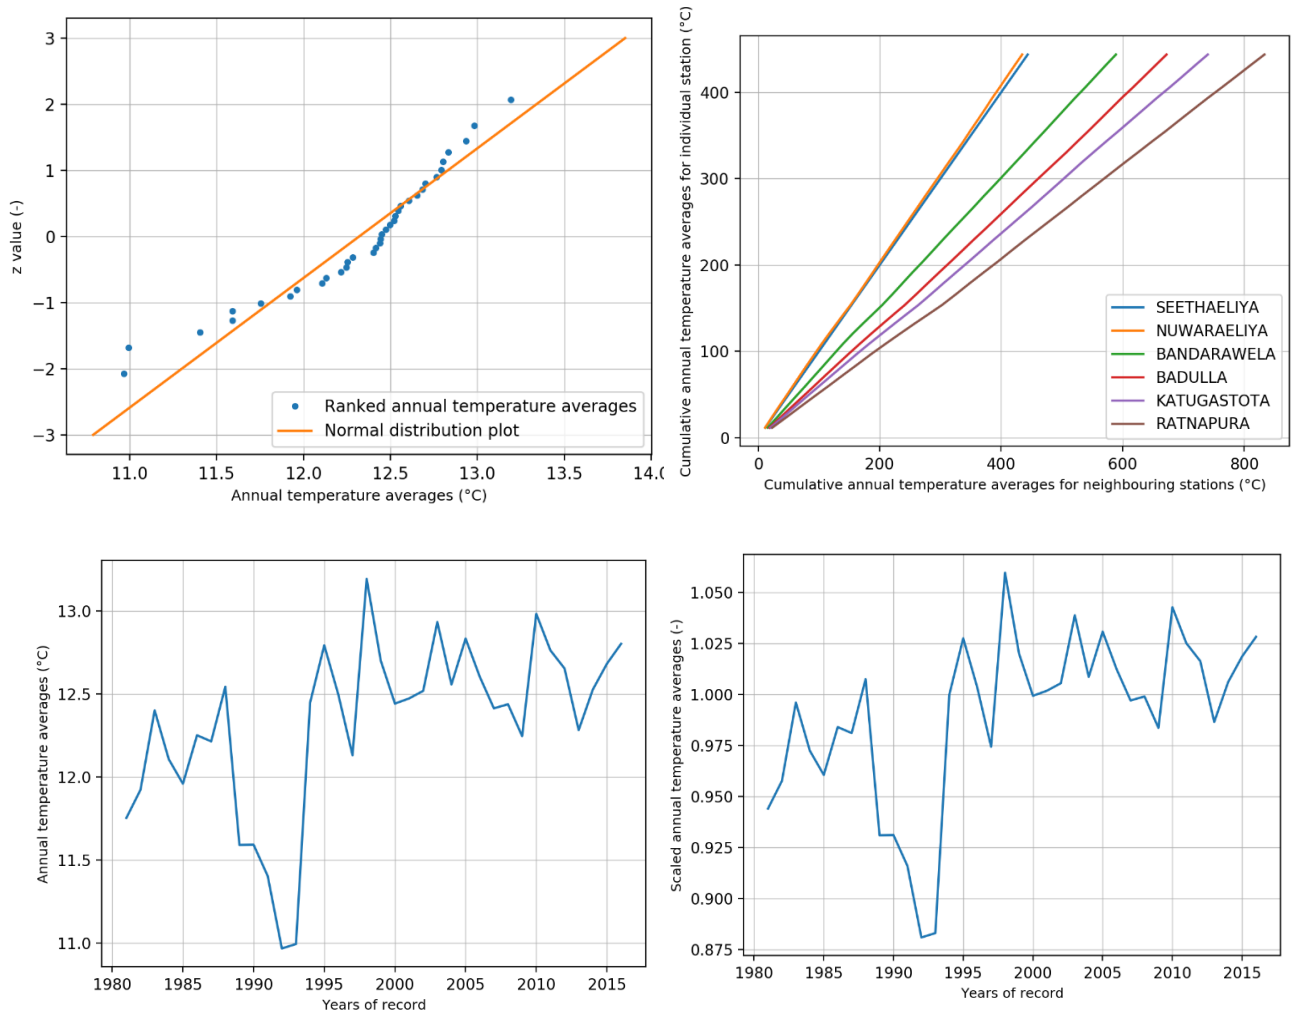 3
2
1
0
−1
−2
−3
z value (-)
Ranked annual temperature averages
Normal distribution plot
11.0 11.5 12.0 12.5 13.0 13.5 14.(
Annual temperature averages (°C)
Cumulative annual temperature averages for individual station (°C)
400
300
200
100
0
SEETHAELIYA
NUWARAELIYA
BANDARAWELA
BADULLA
KATUGASTOTA
RATNAPURA
0 200 400 600 800
Cumulative annual temperature averages for neighbouring stations (°C)
Annual temperature averages (°C)
13.0
12.5
12.0
11.5
11.0
1980 1985 1990 1995 2000 2005 2010 2015
Years of record
Scaled annual temperature averages (-)
1.050
1.025
1.000
0.975
0.950
0.925
0.900
0.875
1980 1985 1990 1995 2000 2005 2010 2015
Years of record